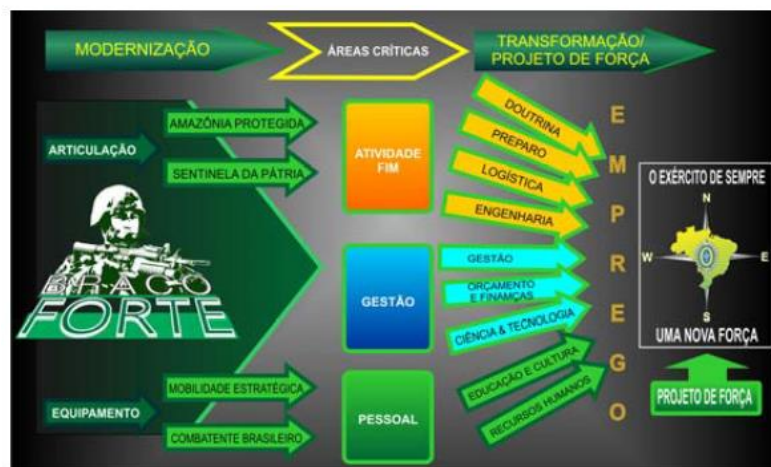 MODERNIZAÇÃO
ÁREAS CRÍTICAS
TRANSFORMAÇÃO/
PROJETO DE FORÇA
ARTICULAÇÃO
AMAZÔNIA PROTEGIDA
SENTINELA DA PÁTRIA
BRAÇO
FORTE
EQUIPAMENTO
MOBILIDADE ESTRATÉGICA
COMBATENTE BRASILEIRO
ATIVIDADE
FIM
GESTÃO
PESSOAL
DOUTRINA
PREPARO
LOGÍSTICA
ENGENHARIA
GESTÃO
ORÇAMENTO
E FINANÇAS
CIÊNCIA & TECNOLOGIA
EDUCAÇÃO E CULTURA
RECURSOS HUMANOS
E
M
P
R
E
G
O
O EXÉRCITO DE SEMPRE
N
W
E
S
UMA NOVA FORÇA
PROJETO DE FORÇA